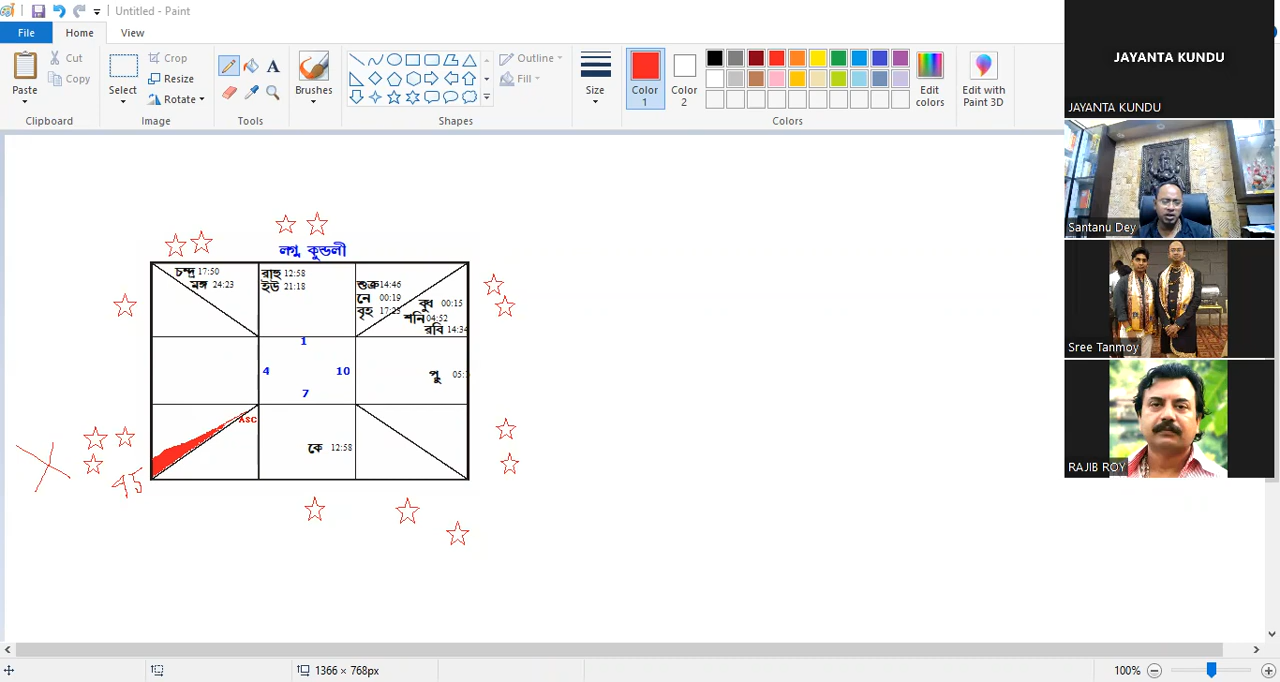 Untitled - Paint
File
Home
View
Paste
Cut
Copy
Clipboard
Select
Crop
Resize
Rotate
Image
Tools
Brushes
Shapes
Outline
Fill
Size
Color 1
Color 2
Edit colors
Edit with Paint 3D
Colors
লগ্ন কুন্ডলী
চন্দ্র 17:50
মঙ্গ 24:23
রাহু 12:58
ইউ 21:18
শুক্র 14:46
নে 00:19
বৃহ 17:25
বুধ 00:15
শনি 04:52
রবি 14:34
1
4
10
7
পু 05:
Asc
কে 12:58
JAYANTA KUNDU
JAYANTA KUNDU
Santanu Dey
Sree Tanmoy
RAJIB ROY
1366 × 768px
100%